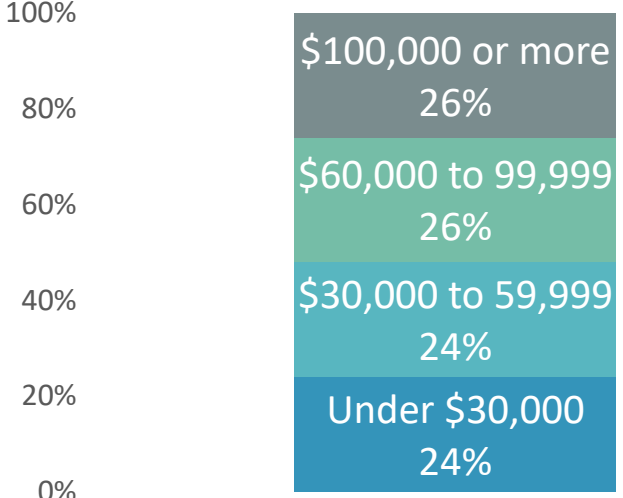 100%
80%
60%
40%
20%
0%
$100,000 or more
26%
$60,000 to 99,999
26%
$30,000 to 59,999
24%
Under $30,000
24%